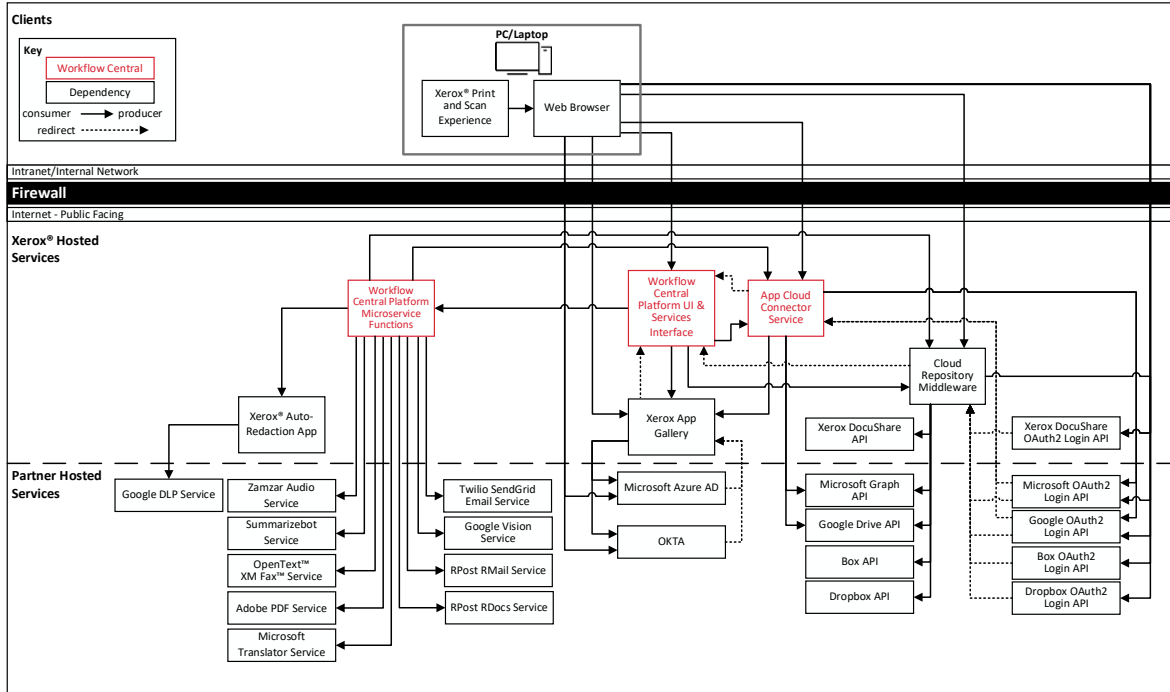 Clients
Key
Workflow Central
Dependency
consumer
producer
redirect
PC/Laptop
Xerox® Print
and Scan
Experience
Web Browser
Intranet/Internal Network
Firewall
Internet - Public Facing
Xerox® Hosted
Services
Workflow
Central Platform
Microservice
Functions
Workflow
Central
Platform UI &
Services
Interface
App Cloud
Connector
Service
Cloud
Repository
Middleware
Xerox® Auto-
Redaction App
Xerox App
Gallery
Xerox DocuShare
API
Xerox DocuShare
OAuth2 Login API
Partner Hosted
Services
Google DLP Service
Zamzar Audio
Service
Summarizebot
Service
OpenText™
XM Fax™ Service
Adobe PDF Service
Microsoft
Translator Service
Twilio SendGrid
Email Service
Google Vision
Service
RPost RMail Service
RPost RDocs Service
Microsoft Azure AD
OKTA
Microsoft Graph
API
Google Drive API
Box API
Dropbox API
Microsoft OAuth2
Login API
Google OAuth2
Login API
Box OAuth2
Login API
Dropbox OAuth2
Login API